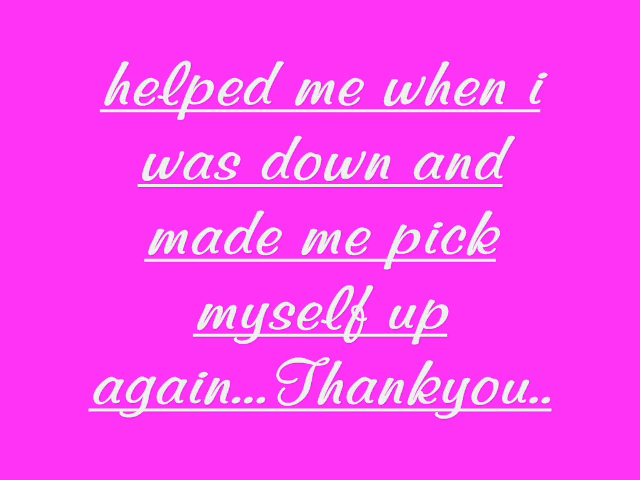 helped me when i
was down and
made me pick
myself up
again...Thankyou..